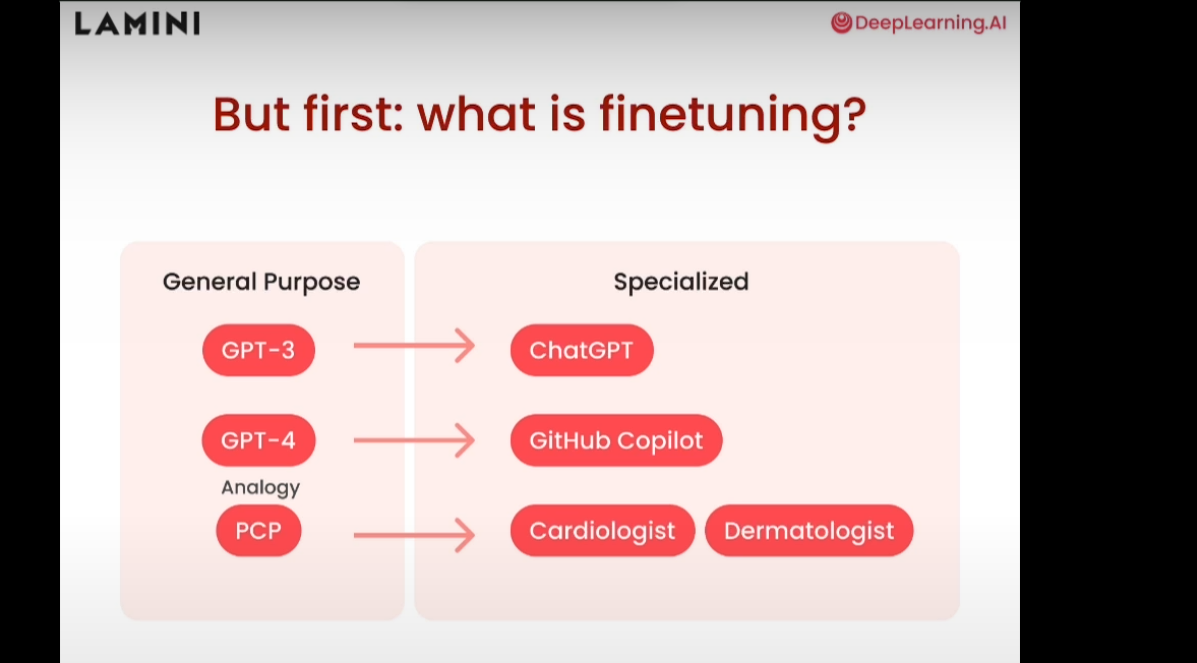 LAMINI
DeepLearning.AI
But first: what is finetuning?
General Purpose
Specialized
GPT-3
ChatGPT
GPT-4
GitHub Copilot
Analogy
PCP
Cardiologist
Dermatologist